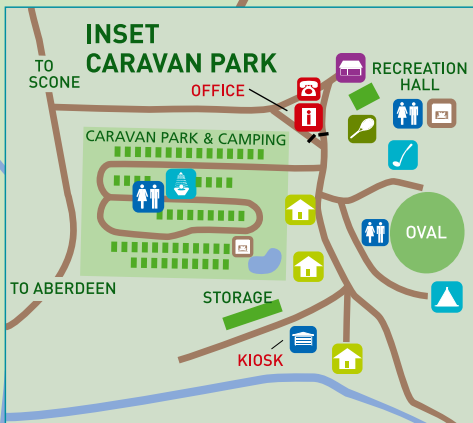 INSET
CARAVAN PARK
TO
SCONE
OFFICE
i
RECREATION
HALL
CARAVAN PARK & CAMPING
OVAL
TO ABERDEEN
STORAGE
KIOSK